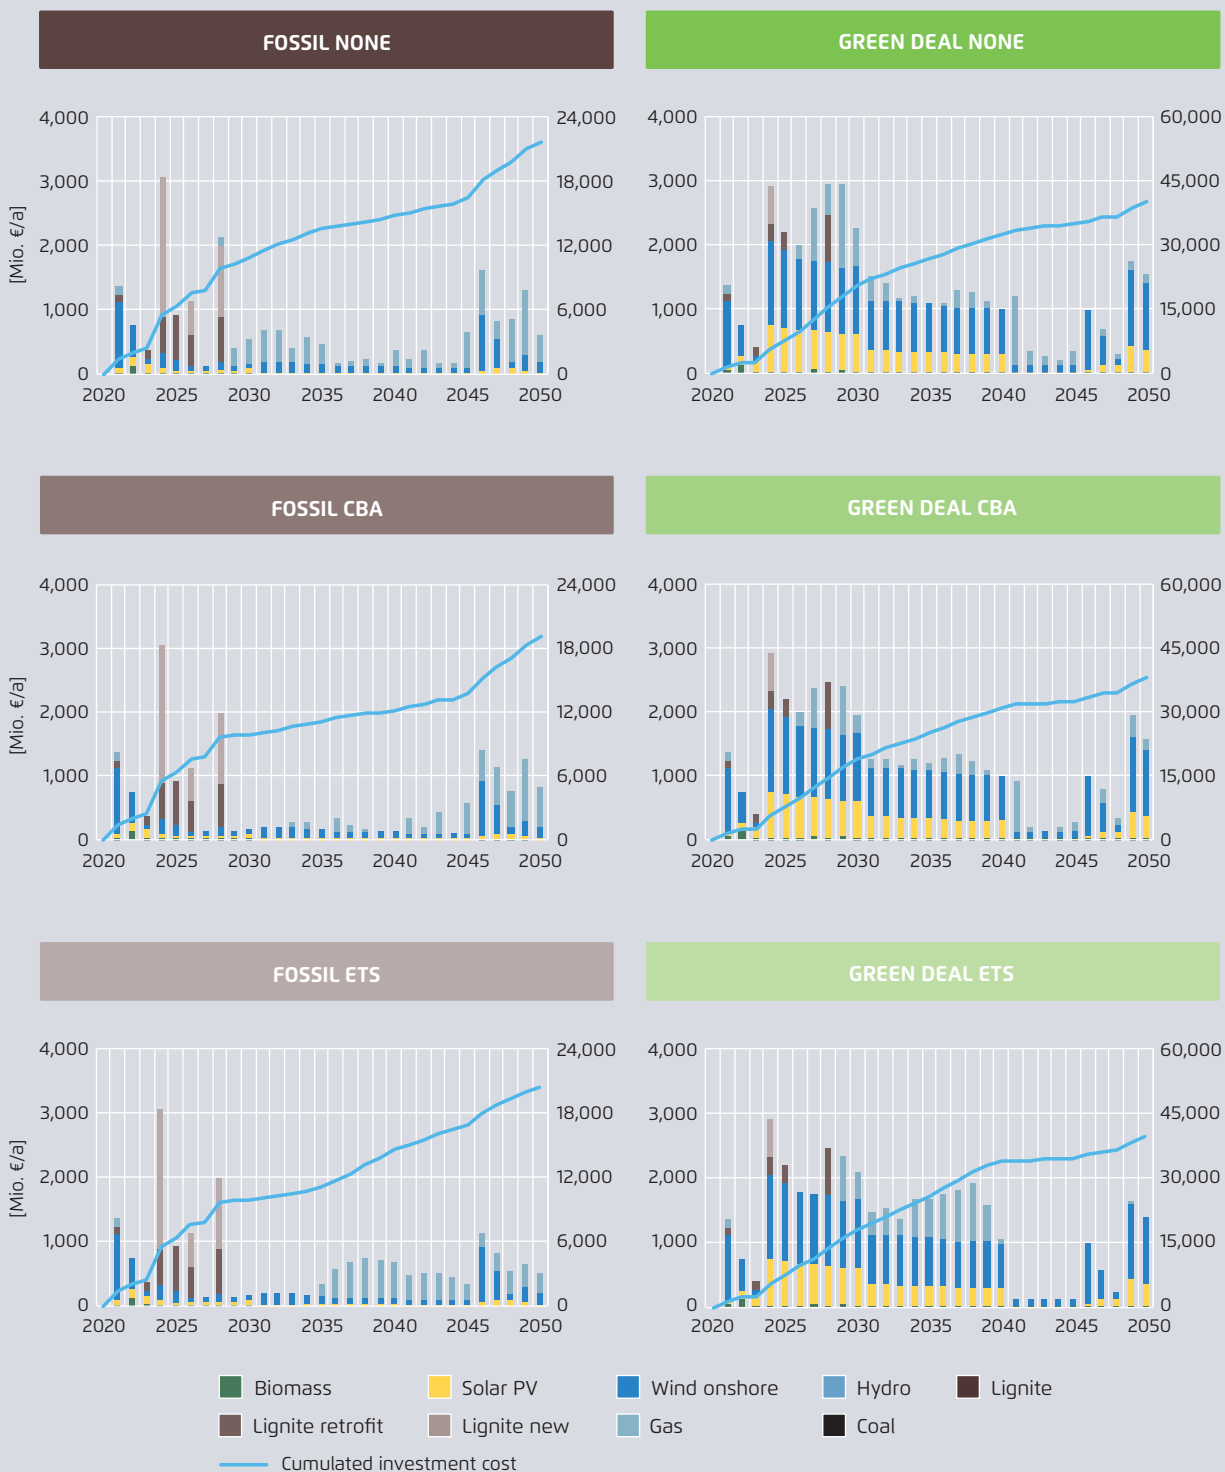 FOSSIL NONE
GREEN DEAL NONE
[Mio. €/a]
4,000 24,000
3,000 18,000
2,000 12,000
1,000 6,000
0 0
2020 2025 2030 2035 2040 2045 2050
4,000 60,000
3,000 45,000
2,000 30,000
1,000 15,000
0 0
2020 2025 2030 2035 2040 2045 2050
FOSSIL CBA
GREEN DEAL CBA
[Mio. €/a]
4,000 24,000
3,000 18,000
2,000 12,000
1,000 6,000
0 0
2020 2025 2030 2035 2040 2045 2050
4,000 60,000
3,000 45,000
2,000 30,000
1,000 15,000
0 0
2020 2025 2030 2035 2040 2045 2050
FOSSIL ETS
GREEN DEAL ETS
[Mio. €/a]
4,000 24,000
3,000 18,000
2,000 12,000
1,000 6,000
0 0
2020 2025 2030 2035 2040 2045 2050
4,000 60,000
3,000 45,000
2,000 30,000
1,000 15,000
0 0
2020 2025 2030 2035 2040 2045 2050
Biomass Solar PV Wind onshore Hydro Lignite
Lignite retrofit Lignite new Gas Coal
Cumulated investment cost